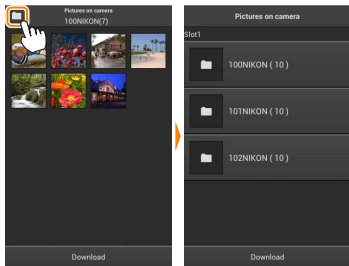 Pictures on camera
100NIKON(7)
Download
Pictures on camera
Slot1
100NIKON ( 10 )
101NIKON ( 10 )
102NIKON ( 10 )
Download